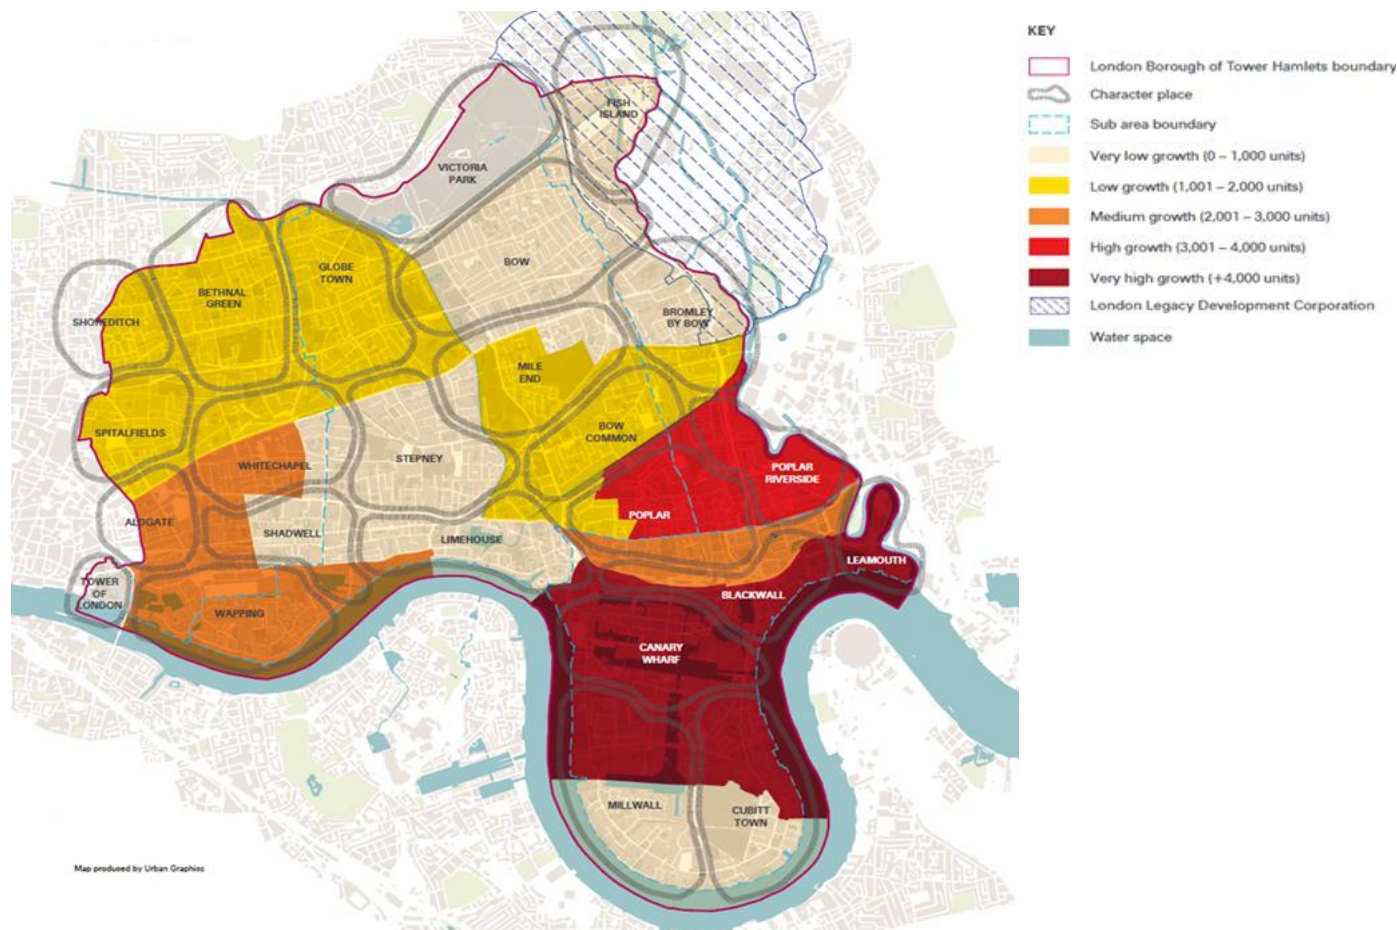 KEY
London Borough of Tower Hamlets boundary
Character place
Sub area boundary
Very low growth (0 – 1,000 units)
Low growth (1,001 – 2,000 units)
Medium growth (2,001 – 3,000 units)
High growth (3,001 – 4,000 units)
Very high growth (+4,000 units)
London Legacy Development Corporation
Water space
FISH
ISLAND
VICTORIA
PARK
BOW
GLOBE
TOWN
BETHNAL
GREEN
SHOREDITCH
BROMLEY
BY BOW
MILE
END
BOW
COMMON
SPITALFIELDS
WHITECHAPEL
STEPNEY
POPLAR
RIVERSIDE
POPLAR
ALDGATE
SHADWELL
LIMEHOUSE
LEAMOUTH
TOWER
OF
LONDON
WAPPING
BLACKWALL
CANARY
WHARF
MILLWALL
CUBITT
TOWN
Map produced by Urban Graphics